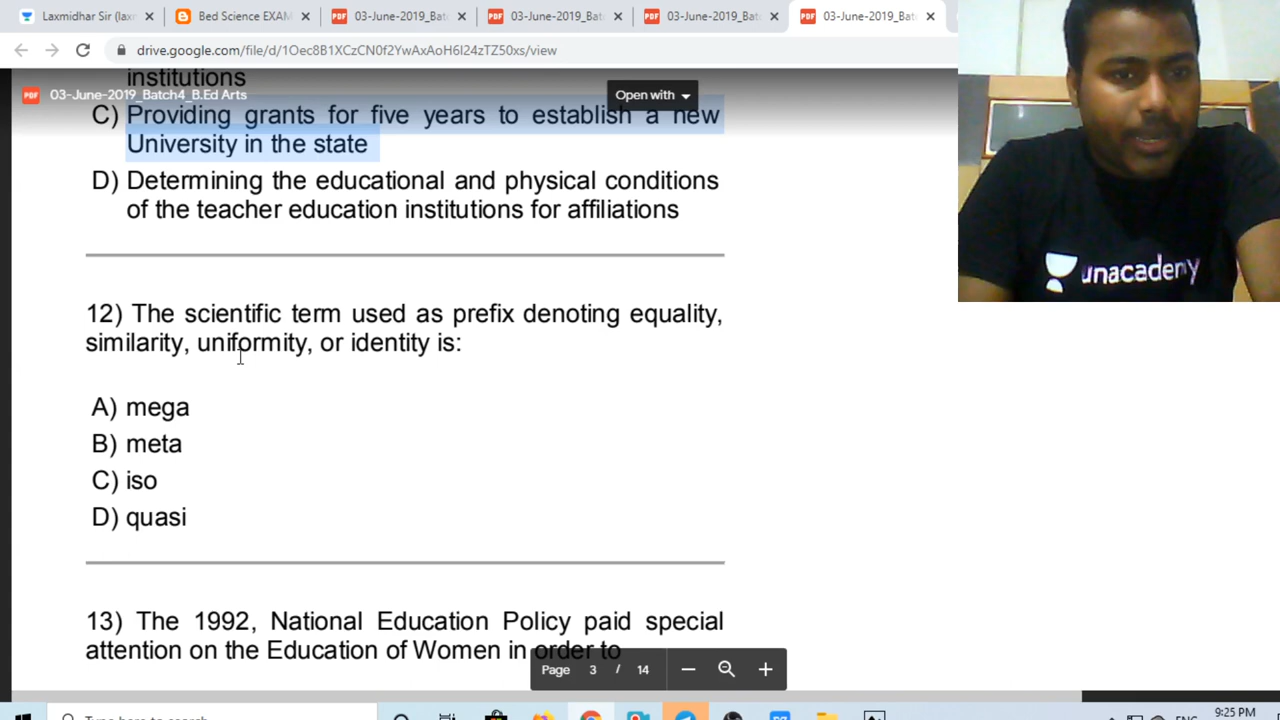 Laxmidhar Sir (lax
Bed Science EXAM
03-June-2019_Bat
03-June-2019_Bat
03-June-2019_Bat
03-June-2019_Bat
drive.google.com/file/d/1Oec8B1XCzCN0f2YwAxAoH6I24zTZ50xs/view
institutions
03-June-2019_Batch4_B.Ed Arts
Open with
C) Providing grants for five years to establish a new
University in the state
D) Determining the educational and physical conditions
of the teacher education institutions for affiliations
unacademy
12) The scientific term used as prefix denoting equality,
similarity, uniformity, or identity is:
A) mega
B) meta
C) iso
D) quasi
13) The 1992, National Education Policy paid special
attention on the Education of Women in order to
Page 3 / 14
Type here to search
ENG
9:25 PM